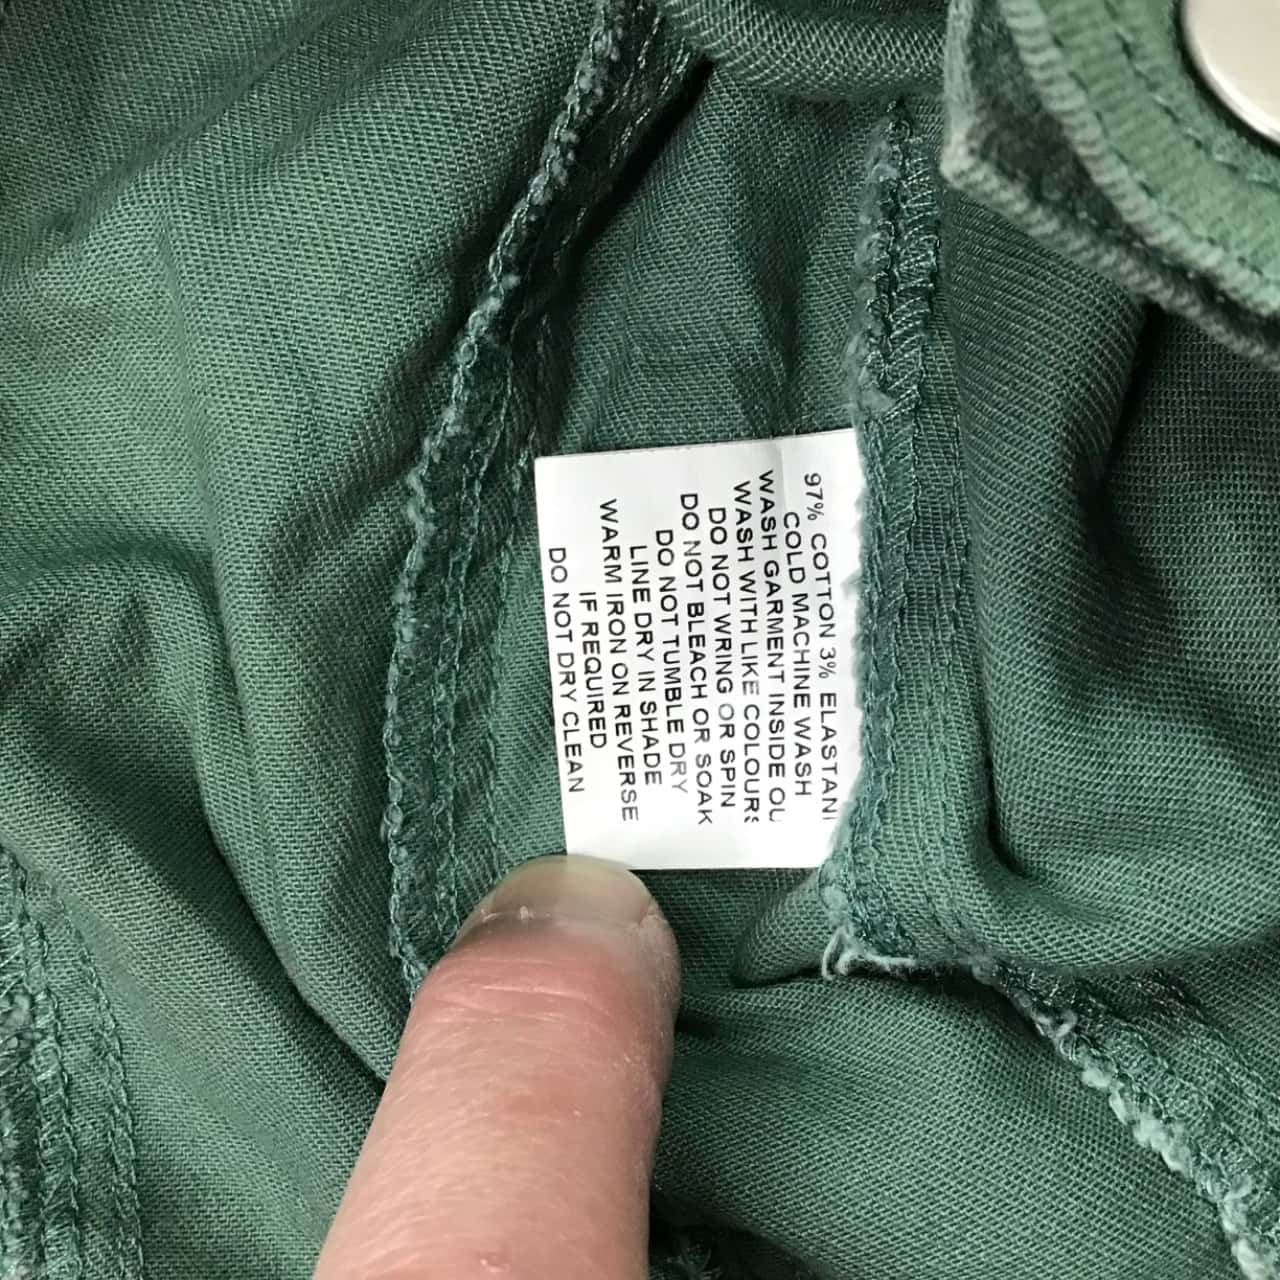 97% COTTON 3% ELASTAN
COLD MACHINE WASH
WASH GARMENT INSIDE OU
WASH WITH LIKE COLOURS
DO NOT WRING OR SPIN
DO NOT BLEACH OR SOAK
DO NOT TUMBLE DRY
LINE DRY IN SHADE
WARM IRON ON REVERSE
IF REQUIRED
DO NOT DRY CLEAN